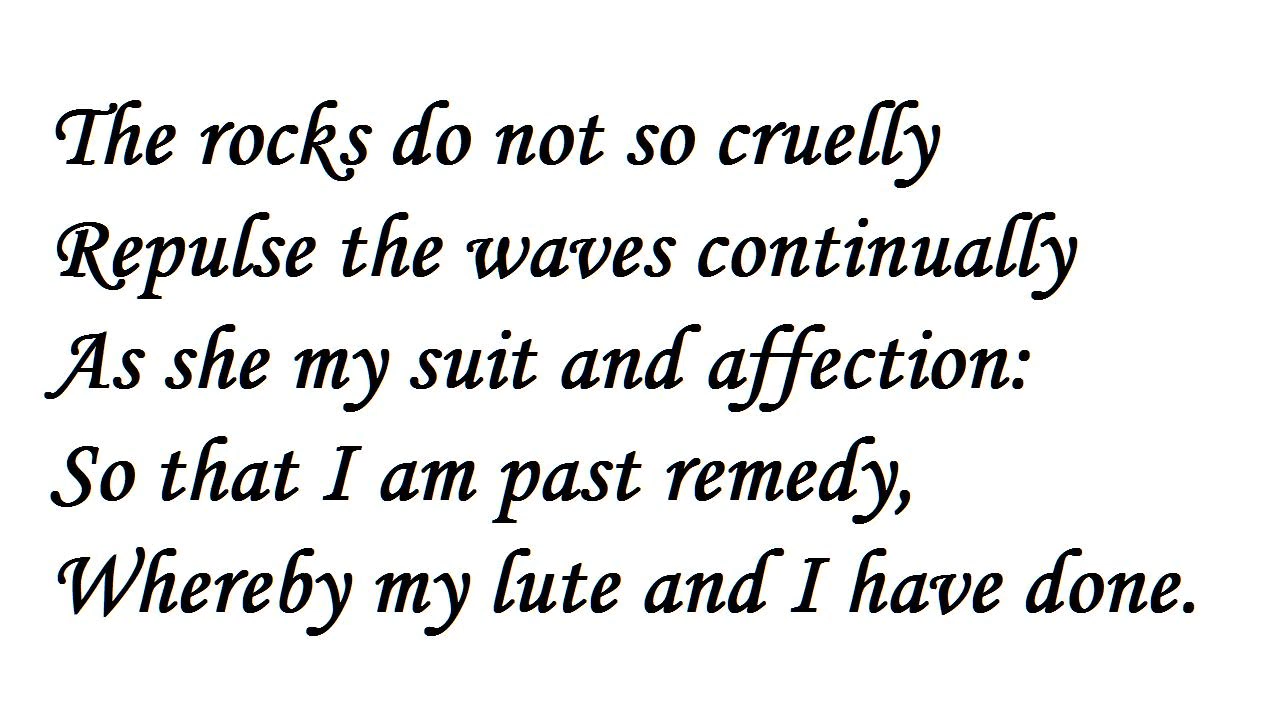 The rocks do not so cruelly
Repulse the waves continually
As she my suit and affection:
So that I am past remedy,
Whereby my lute and I have done.